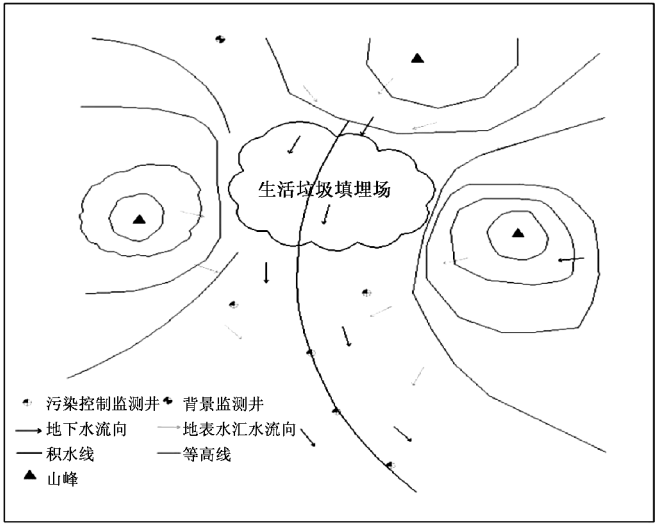 生活垃圾填埋场
污染控制监测井 背景监测井
地下水流向 地表水汇水流向
积水线 等高线
山峰